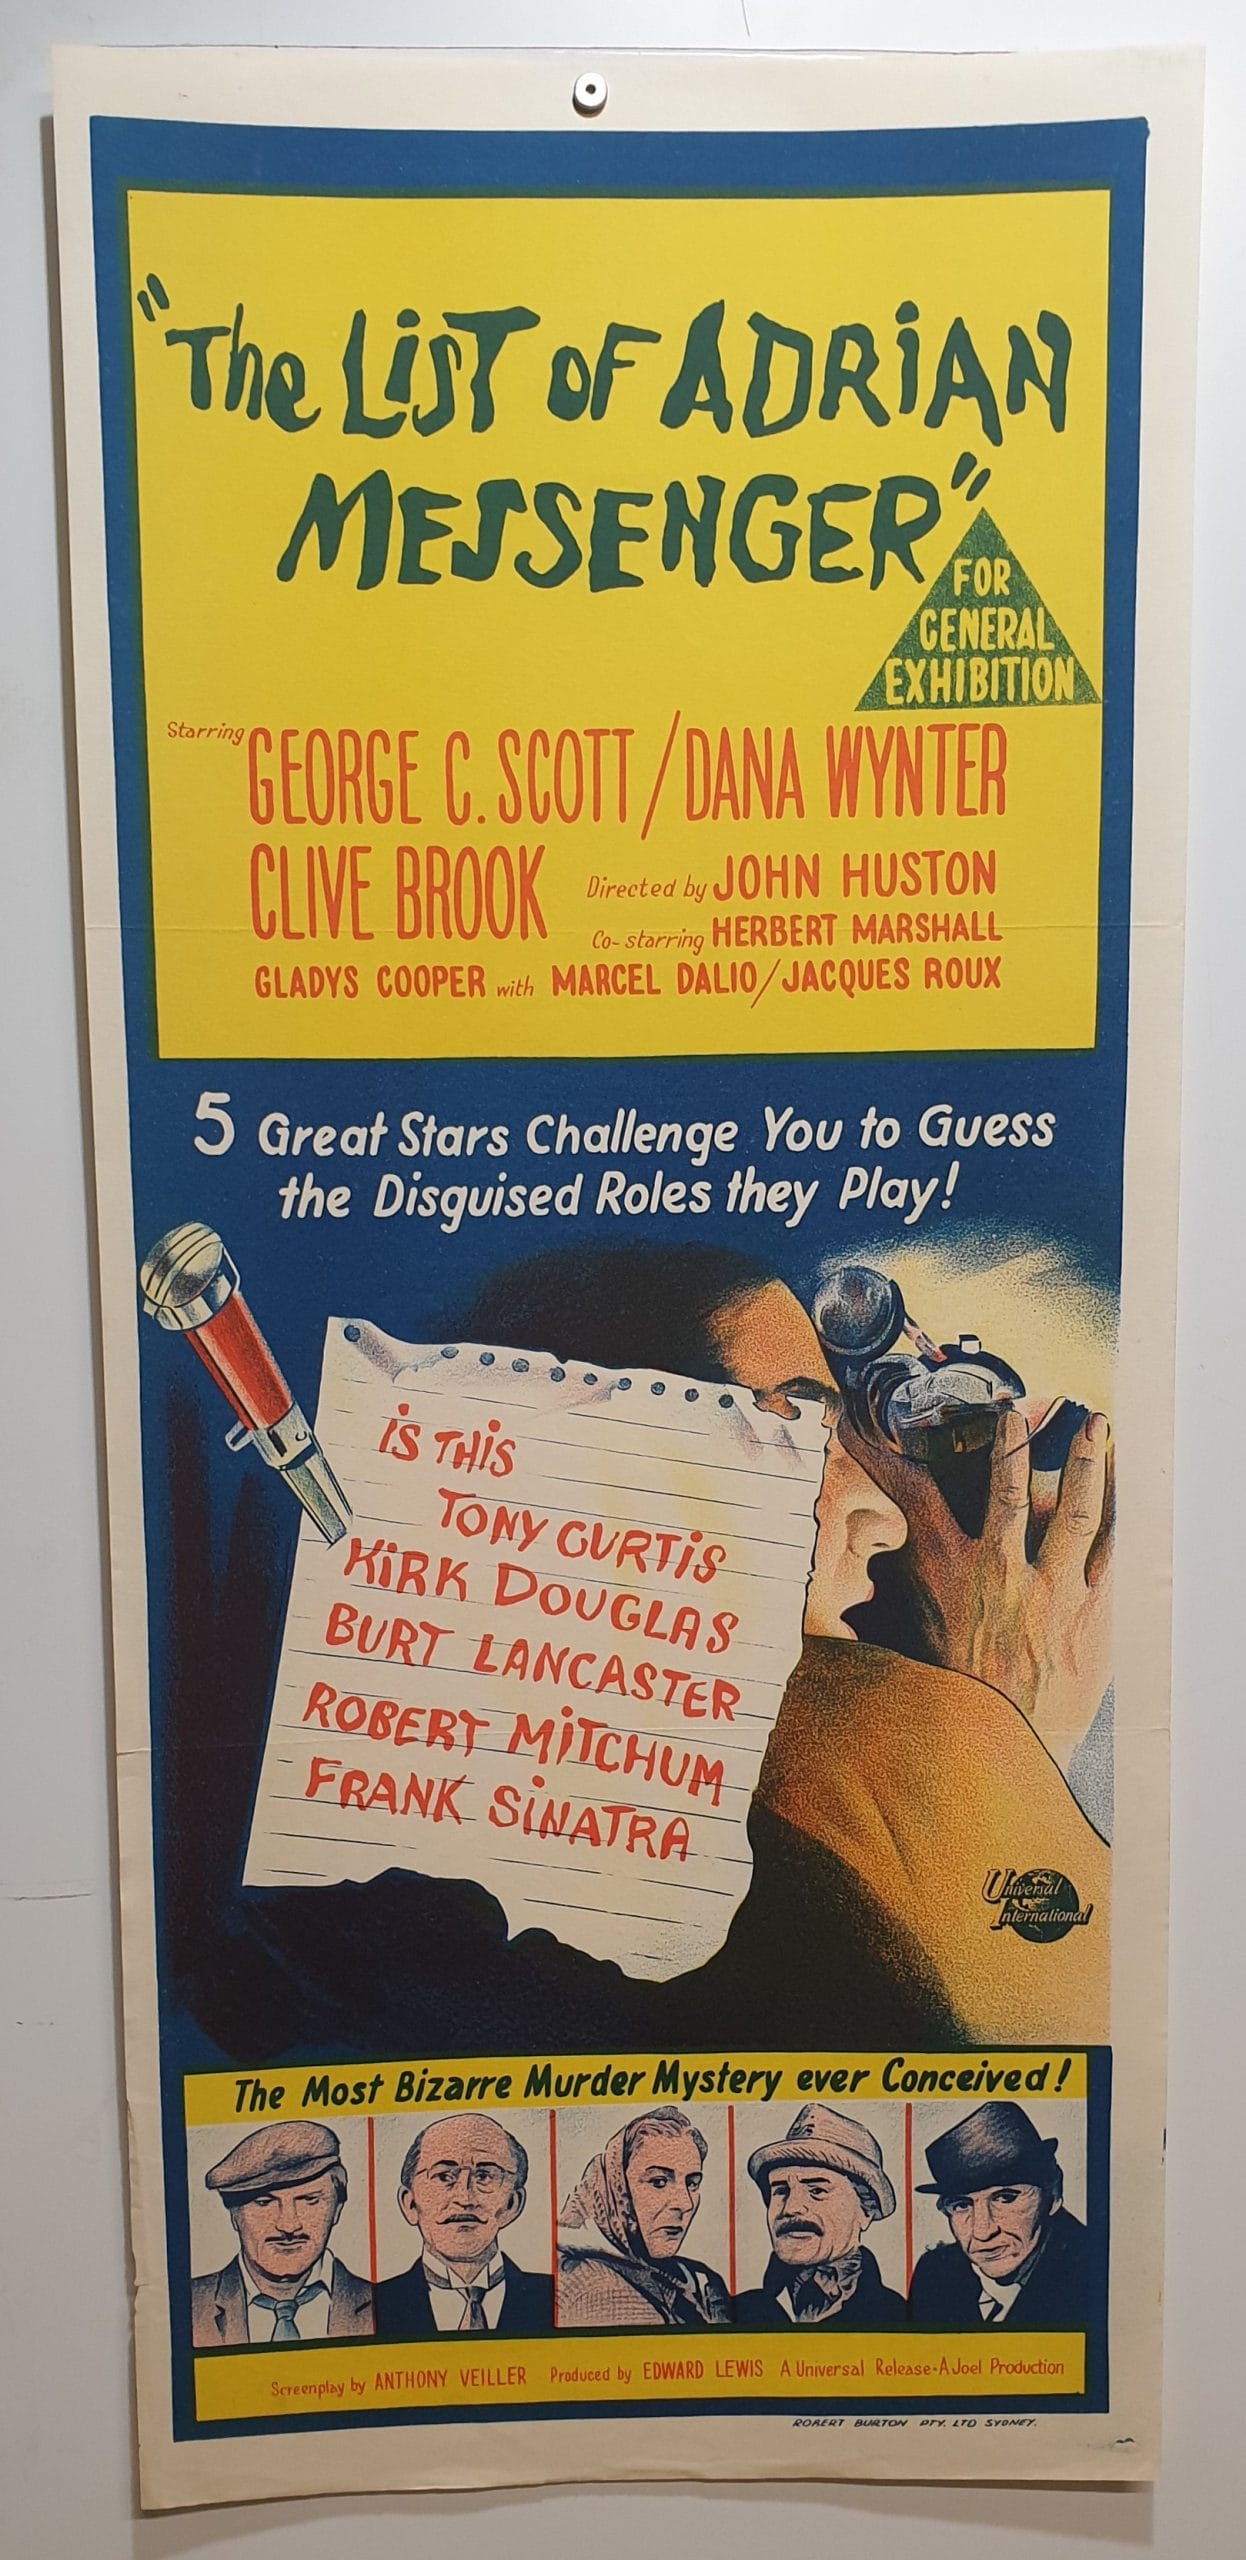 "The List of Adrian
Messenger"
FOR
GENERAL
EXHIBITION
Starring GEORGE C. SCOTT / DANA WYNTER
CLIVE BROOK Directed by JOHN HUSTON
Co-starring HERBERT MARSHALL
GLADYS COOPER with MARCEL DALIO / JACQUES ROUX
5 Great Stars Challenge You to Guess
the Disguised Roles they Play!
IS THIS
TONY CURTIS
KIRK DOUGLAS
BURT LANCASTER
ROBERT MITCHUM
FRANK SINATRA
Universal
International
The Most Bizarre Murder Mystery ever Conceived!
Screenplay by ANTHONY VEILLER Produced by EDWARD LEWIS A Universal Release-A Joel Production
ROBERT BURTON PTY. LTD SYDNEY.